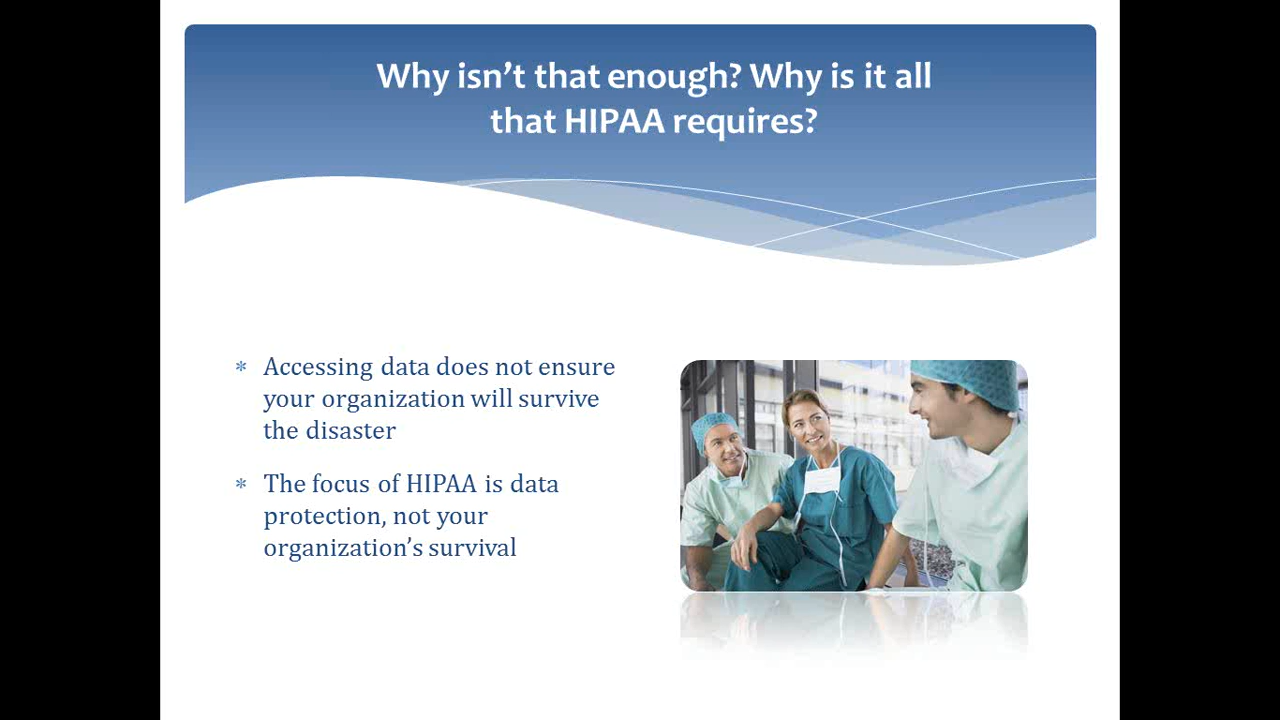 Why isn’t that enough? Why is it all
that HIPAA requires?
* Accessing data does not ensure
your organization will survive
the disaster
* The focus of HIPAA is data
protection, not your
organization’s survival